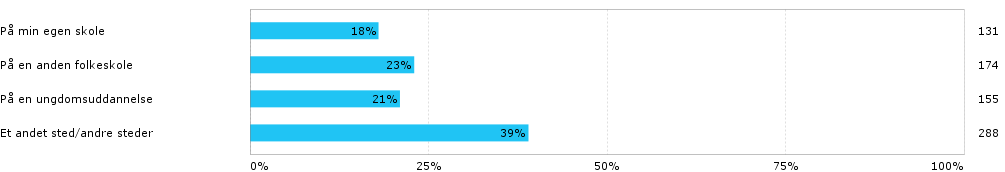 På min egen skole 18% 131
På en anden folkeskole 23% 174
På en ungdomsuddannelse 21% 155
Et andet sted/andre steder 39% 288
0% 25% 50% 75% 100%